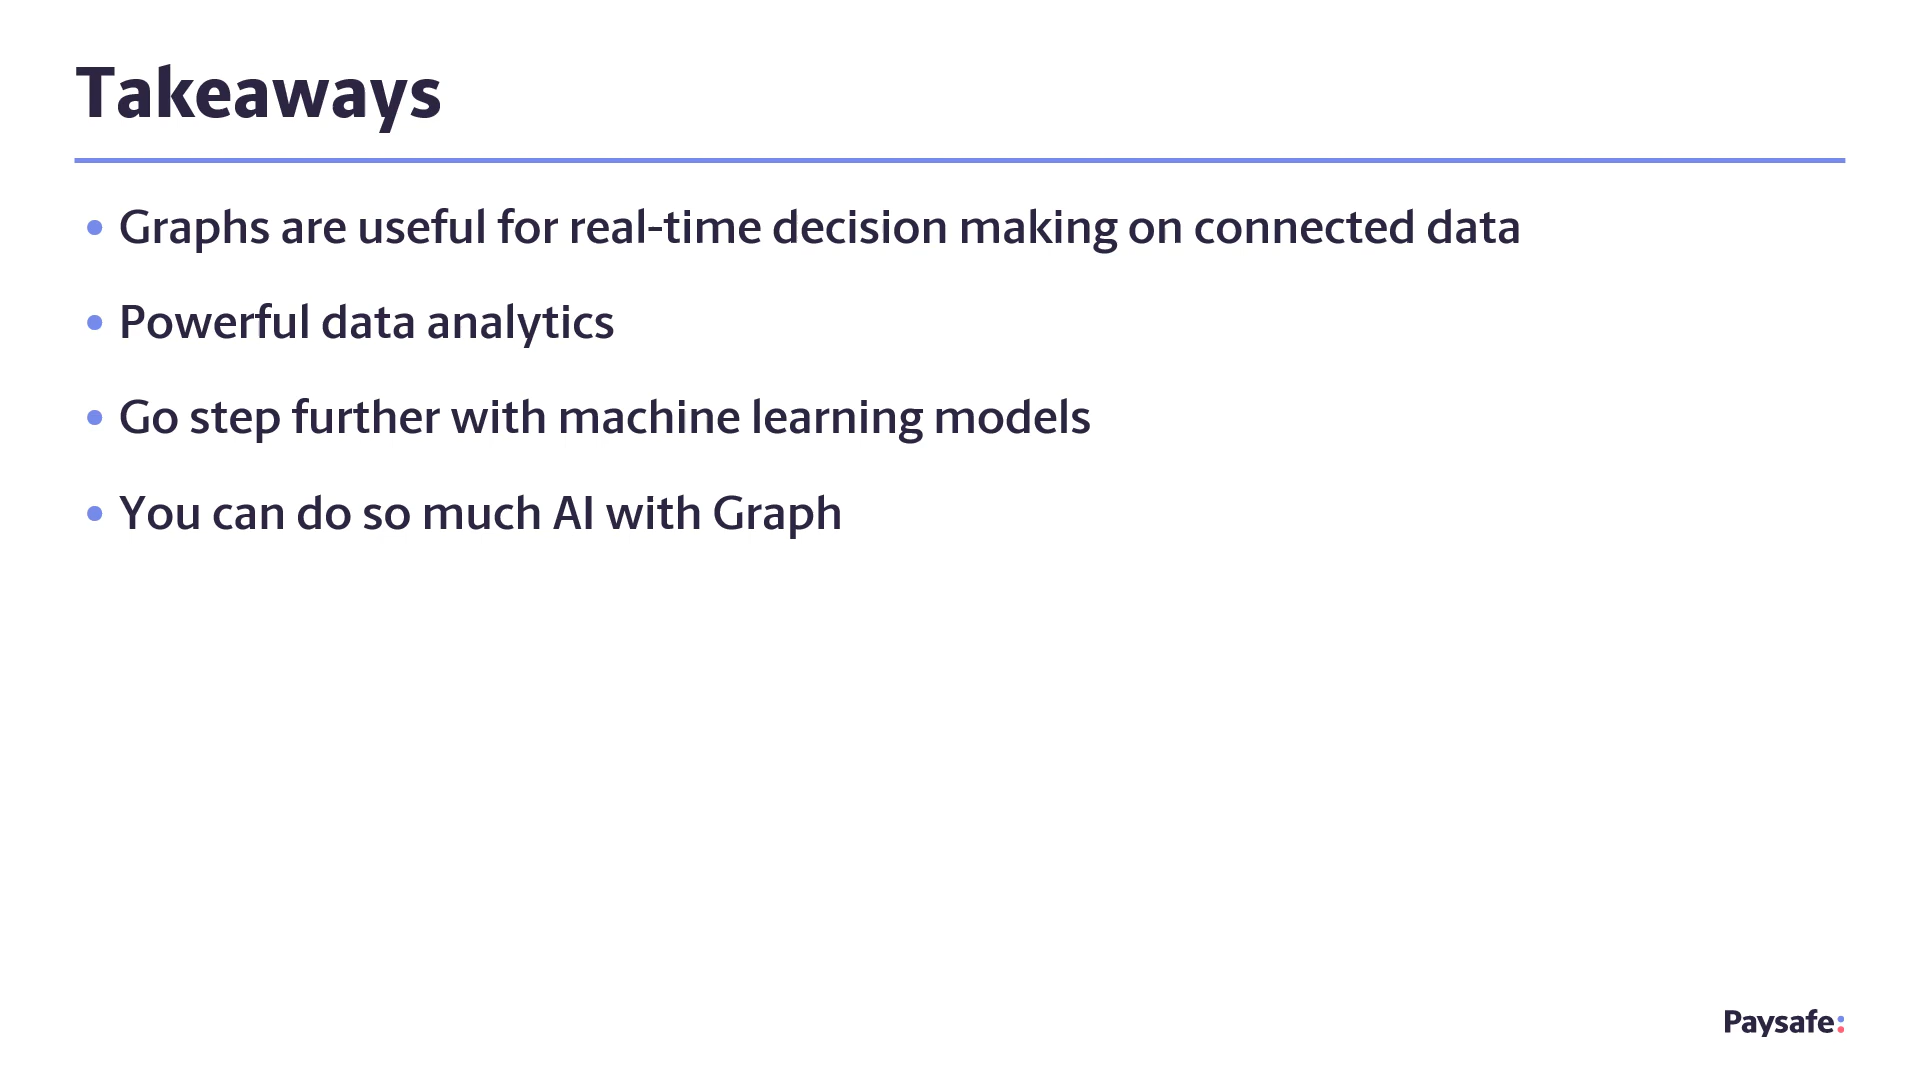 Takeaways
• Graphs are useful for real-time decision making on connected data
• Powerful data analytics
• Go step further with machine learning models
• You can do so much AI with Graph
Paysafe: